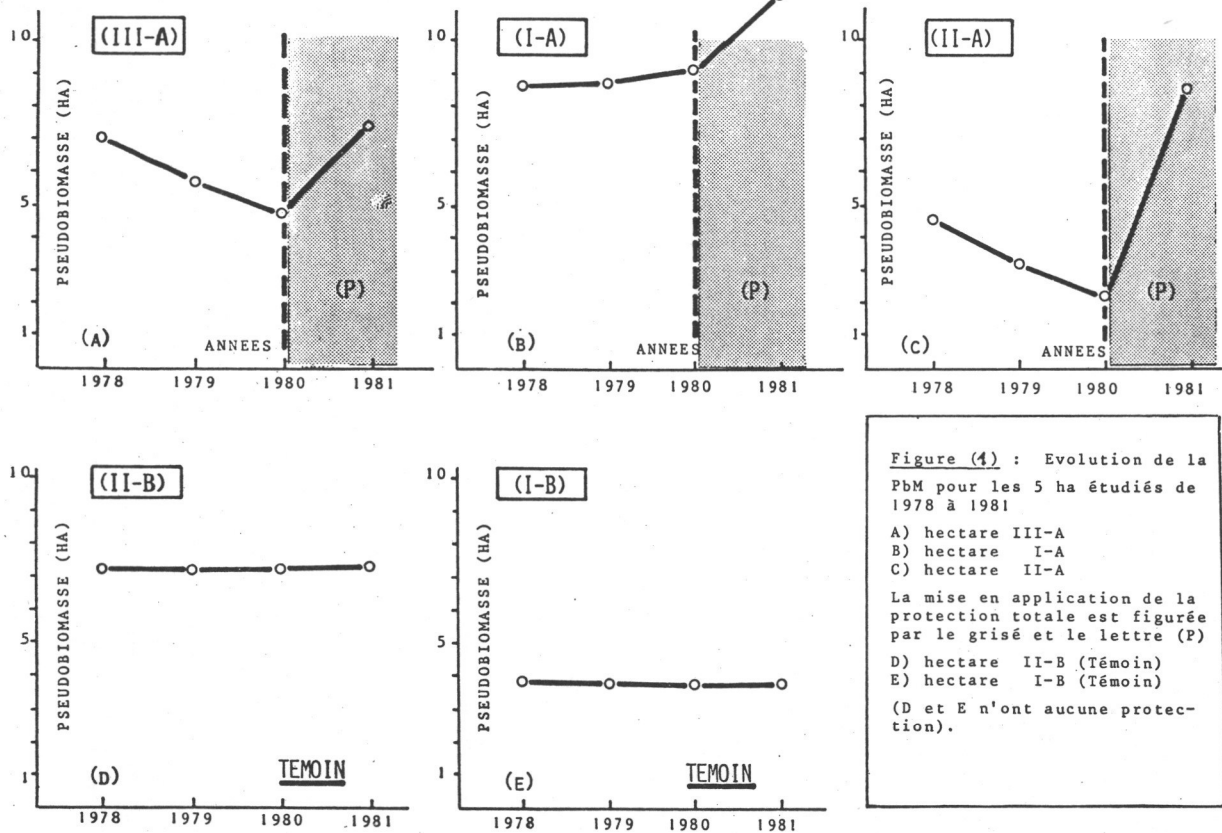 (III-A)
10
5
1
PSEUDOBIOMASSE (HA)
(P)
(A)
ANNEES
1978 1979 1980 1981
(I-A)
10
5
1
PSEUDOBIOMASSE (HA)
(P)
(B)
ANNEES
1978 1979 1980 1981
(II-A)
10
5
1
PSEUDOBIOMASSE (HA)
(P)
(C)
ANNEES
1978 1979 1980 1981
(II-B)
10
5
1
PSEUDOBIOMASSE (HA)
(D)
TEMOIN
1978 1979 1980 1981
(I-B)
10
5
1
PSEUDOBIOMASSE (HA)
(E)
TEMOIN
1978 1979 1980 1981
Figure (1) : Evolution de la
PbM pour les 5 ha étudiés de
1978 à 1981
A) hectare III-A
B) hectare I-A
C) hectare II-A
La mise en application de la
protection totale est figurée
par le grisé et le lettre (P)
D) hectare II-B (Témoin)
E) hectare I-B (Témoin)
(D et E n'ont aucune protec-
tion).